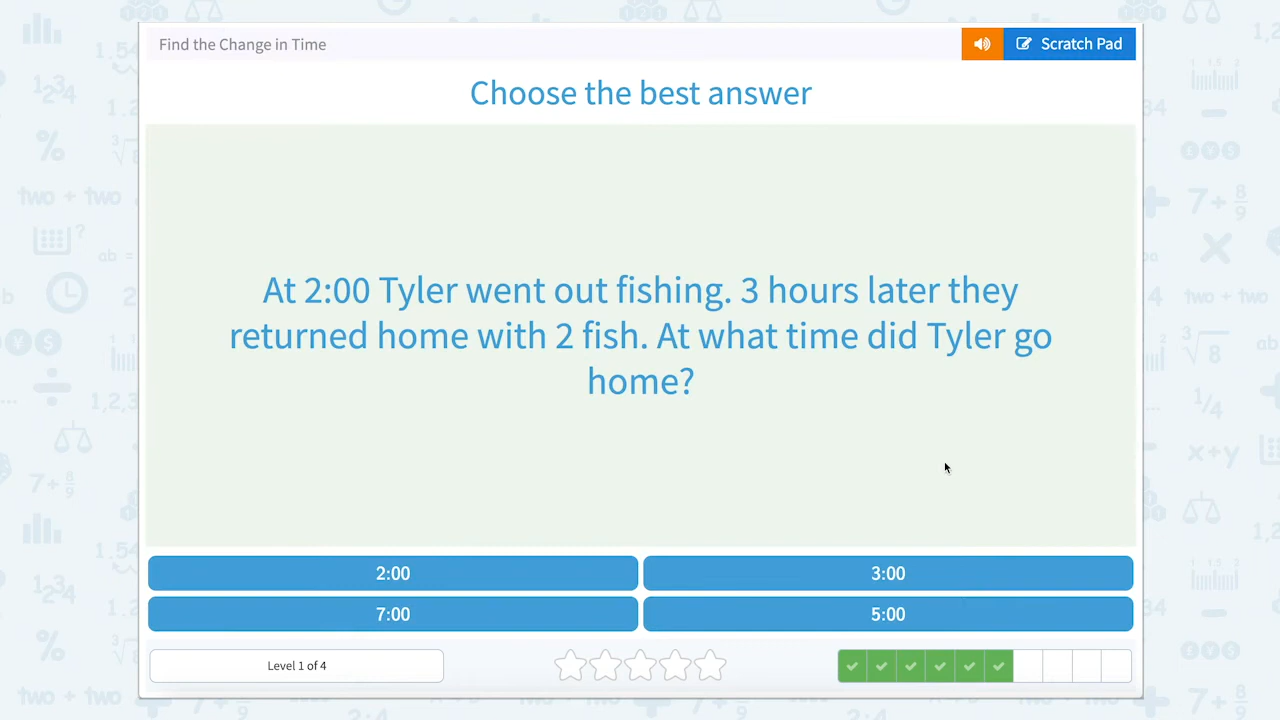 Find the Change in Time
Scratch Pad
Choose the best answer
At 2:00 Tyler went out fishing. 3 hours later they
returned home with 2 fish. At what time did Tyler go
home?
2:00
3:00
7:00
5:00
Level 1 of 4